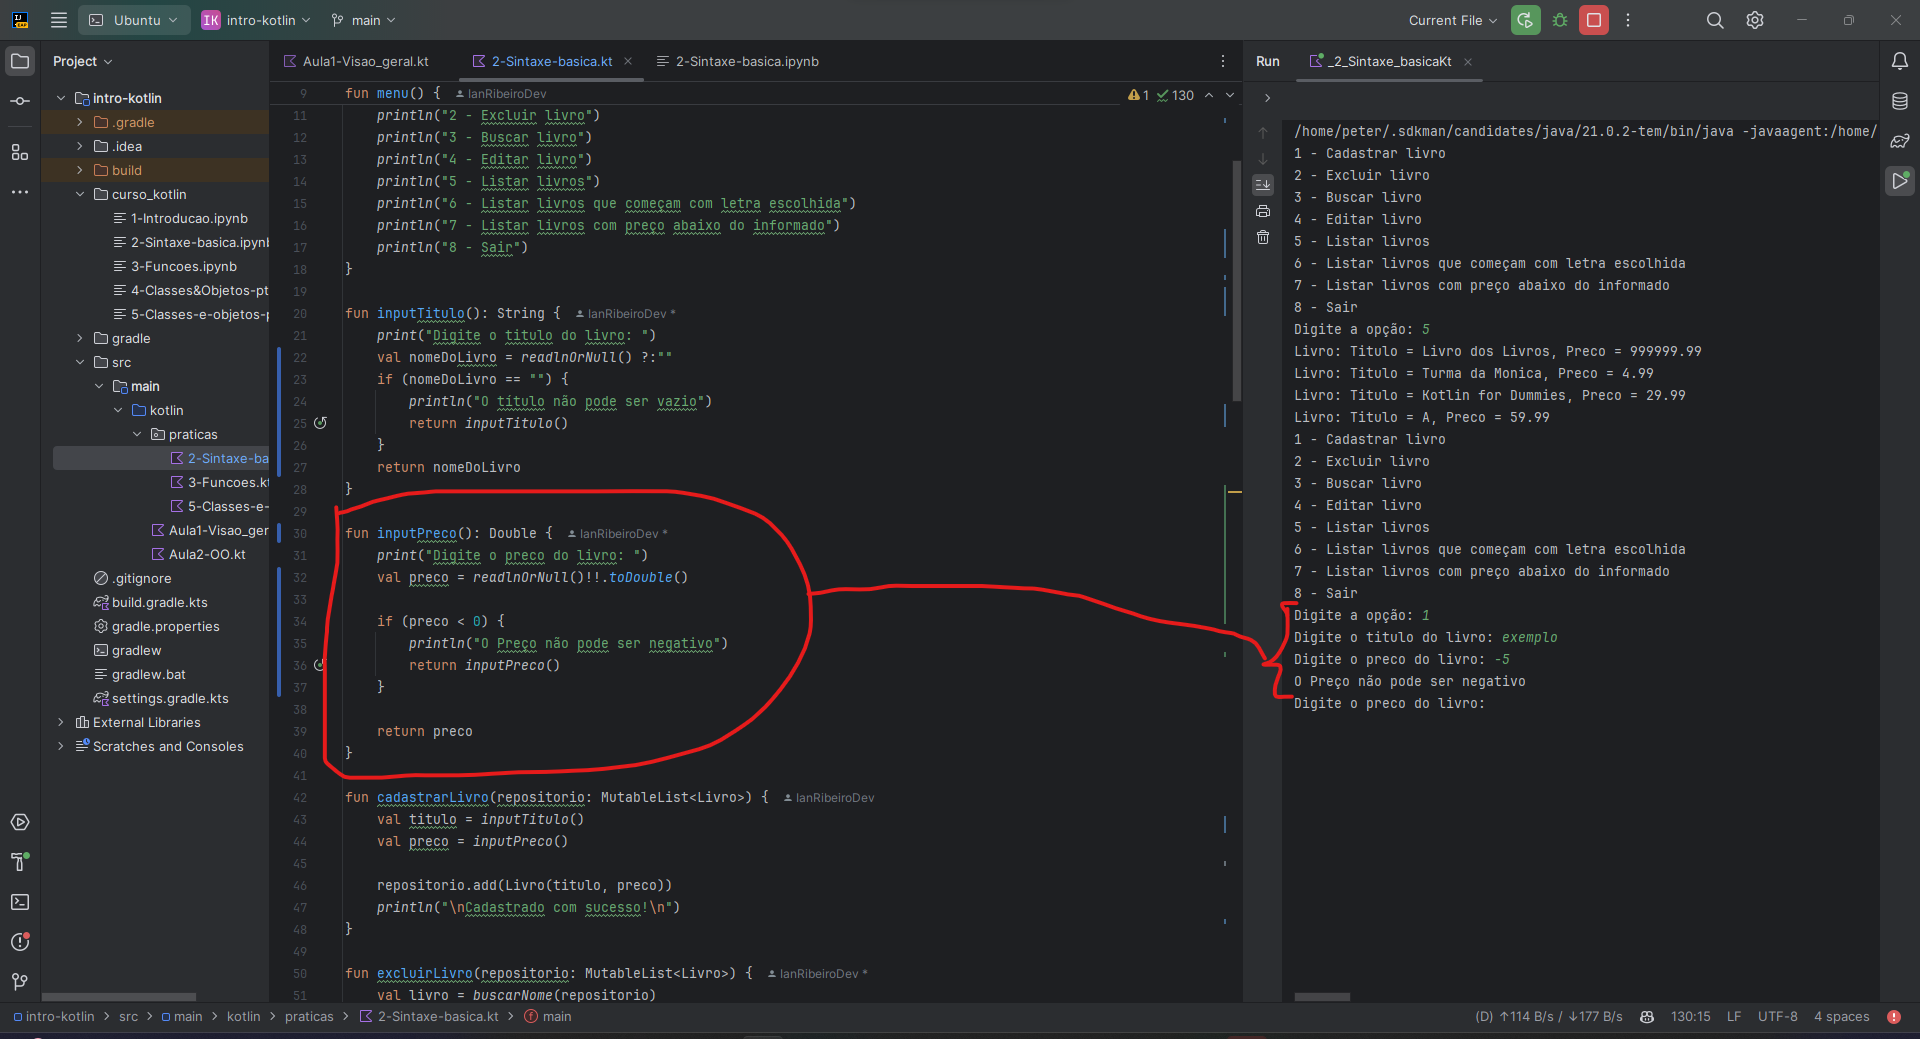 Ubuntu
IK intro-kotlin
main
Current File
Project
Aula1-Visao_geral.kt
2-Sintaxe-basica.kt
2-Sintaxe-basica.ipynb
Run
_2_Sintaxe_basicaKt
intro-kotlin
.gradle
.idea
build
curso_kotlin
1-Introducao.ipynb
2-Sintaxe-basica.ipynb
3-Funcoes.ipynb
4-Classes&Objetos-pt
5-Classes-e-objetos-p
gradle
src
main
kotlin
praticas
2-Sintaxe-ba
3-Funcoes.kt
5-Classes-e-
Aula1-Visao_ger
Aula2-OO.kt
.gitignore
build.gradle.kts
gradle.properties
gradlew
gradlew.bat
settings.gradle.kts
External Libraries
Scratches and Consoles
1 130
9 fun menu() { IanRibeiroDev
11 println("2 - Excluir livro")
12 println("3 - Buscar livro")
13 println("4 - Editar livro")
14 println("5 - Listar livros")
15 println("6 - Listar livros que começam com letra escolhida")
16 println("7 - Listar livros com preço abaixo do informado")
17 println("8 - Sair")
18 }
19
20 fun inputTitulo(): String { IanRibeiroDev *
21 print("Digite o titulo do livro: ")
22 val nomeDoLivro = readlnOrNull() ?:""
23 if (nomeDoLivro == "") {
24 println("O título não pode ser vazio")
25 return inputTitulo()
26 }
27 return nomeDoLivro
28 }
29
30 fun inputPreco(): Double { IanRibeiroDev *
31 print("Digite o preco do livro: ")
32 val preco = readlnOrNull()!!.toDouble()
33
34 if (preco < 0) {
35 println("O Preço não pode ser negativo")
36 return inputPreco()
37 }
38
39 return preco
40 }
41
42 fun cadastrarLivro(repositorio: MutableList<Livro>) { IanRibeiroDev
43 val titulo = inputTitulo()
44 val preco = inputPreco()
45
46 repositorio.add(Livro(titulo, preco))
47 println("\nCadastrado com sucesso!\n")
48 }
49
50 fun excluirLivro(repositorio: MutableList<Livro>) { IanRibeiroDev *
51 val livro = buscarNome(repositorio)
/home/peter/.sdkman/candidates/java/21.0.2-tem/bin/java -javaagent:/home/
1 - Cadastrar livro
2 - Excluir livro
3 - Buscar livro
4 - Editar livro
5 - Listar livros
6 - Listar livros que começam com letra escolhida
7 - Listar livros com preço abaixo do informado
8 - Sair
Digite a opção: 5
Livro: Titulo = Livro dos Livros, Preco = 999999.99
Livro: Titulo = Turma da Monica, Preco = 4.99
Livro: Titulo = Kotlin for Dummies, Preco = 29.99
Livro: Titulo = A, Preco = 59.99
1 - Cadastrar livro
2 - Excluir livro
3 - Buscar livro
4 - Editar livro
5 - Listar livros
6 - Listar livros que começam com letra escolhida
7 - Listar livros com preço abaixo do informado
8 - Sair
Digite a opção: 1
Digite o titulo do livro: exemplo
Digite o preco do livro: -5
O Preço não pode ser negativo
Digite o preco do livro:
intro-kotlin > src > main > kotlin > praticas > 2-Sintaxe-basica.kt > main
(D) ↑114 B/s / ↓177 B/s
130:15
LF
UTF-8
4 spaces